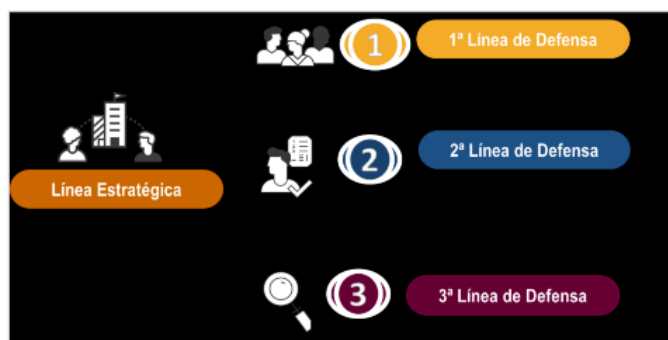 1
1ª Línea de Defensa
2
2ª Línea de Defensa
Línea Estratégica
3
3ª Línea de Defensa